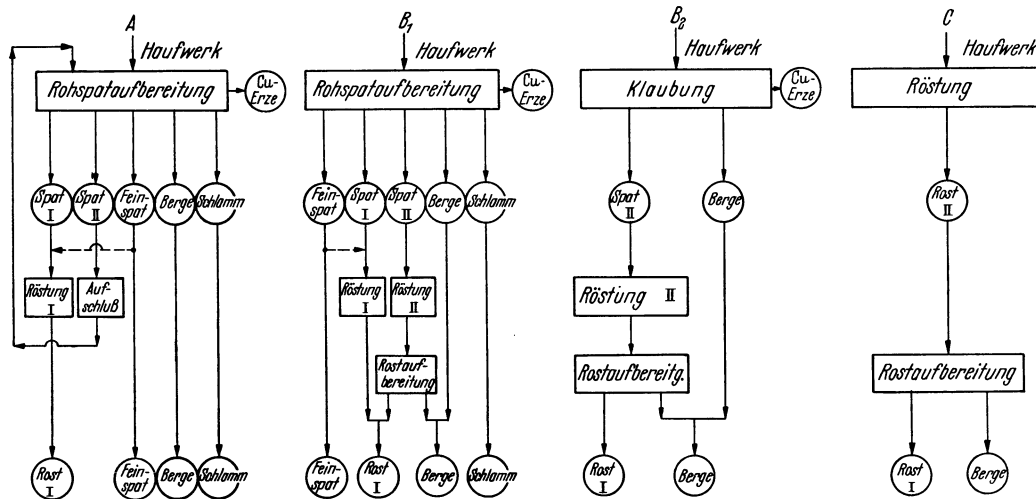 A
Haufwerk
Rohspataufbereitung
Cu-
Erze
Spat
I
Spat
II
Fein-
spat
Berge
Schlamm
Röstung
I
Auf-
schluß
Rost
I
Fein-
spat
Berge
Schlamm
B1
Haufwerk
Rohspataufbereitung
Cu-
Erze
Fein-
spat
Spat
I
Spat
II
Berge
Schlamm
Röstung
I
Röstung
II
Rostauf-
bereitung
Fein-
spat
Rost
I
Berge
Schlamm
B2
Haufwerk
Klaubung
Cu-
Erze
Spat
II
Berge
Röstung II
Rostaufbereitg.
Rost
I
Berge
C
Haufwerk
Röstung
Rost
II
Rostaufbereitung
Rost
I
Berge